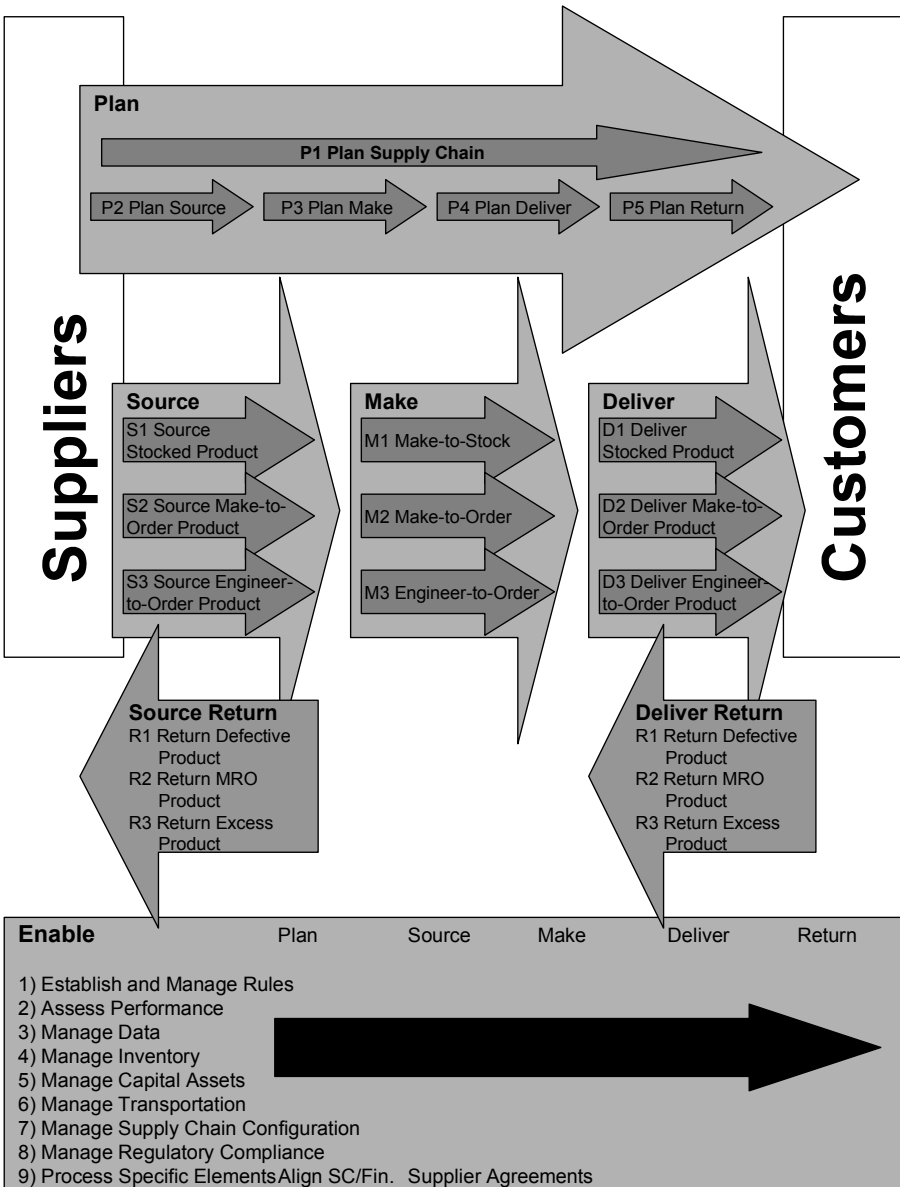 Plan
P1 Plan Supply Chain
P2 Plan Source
P3 Plan Make
P4 Plan Deliver
P5 Plan Return
Suppliers
Customers
Source
S1 Source
Stocked Product
S2 Source Make-to-
Order Product
S3 Source Engineer-
to-Order Product
Make
M1 Make-to-Stock
M2 Make-to-Order
M3 Engineer-to-Order
Deliver
D1 Deliver
Stocked Product
D2 Deliver Make-to-
Order Product
D3 Deliver Engineer-
to-Order Product
Source Return
R1 Return Defective
Product
R2 Return MRO
Product
R3 Return Excess
Product
Deliver Return
R1 Return Defective
Product
R2 Return MRO
Product
R3 Return Excess
Product
Enable Plan Source Make Deliver Return
1) Establish and Manage Rules
2) Assess Performance
3) Manage Data
4) Manage Inventory
5) Manage Capital Assets
6) Manage Transportation
7) Manage Supply Chain Configuration
8) Manage Regulatory Compliance
9) Process Specific Elements Align SC/Fin. Supplier Agreements